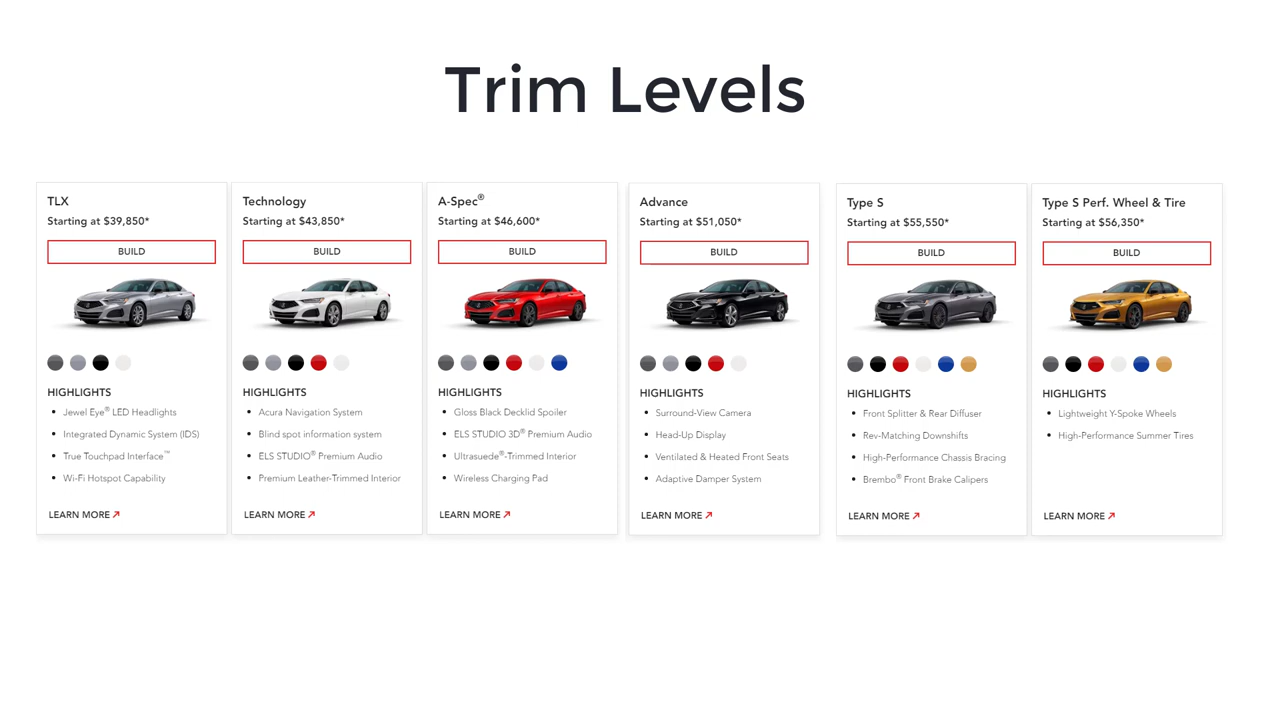 Trim Levels
TLX
Starting at $39,850*
BUILD
HIGHLIGHTS
Jewel Eye® LED Headlights
Integrated Dynamic System (IDS)
True Touchpad Interface™
Wi-Fi Hotspot Capability
LEARN MORE
Technology
Starting at $43,850*
BUILD
HIGHLIGHTS
Acura Navigation System
Blind spot information system
ELS STUDIO® Premium Audio
Premium Leather-Trimmed Interior
LEARN MORE
A-Spec®
Starting at $46,600*
BUILD
HIGHLIGHTS
Gloss Black Decklid Spoiler
ELS STUDIO 3D® Premium Audio
Ultrasuede®-Trimmed Interior
Wireless Charging Pad
LEARN MORE
Advance
Starting at $51,050*
BUILD
HIGHLIGHTS
Surround-View Camera
Head-Up Display
Ventilated & Heated Front Seats
Adaptive Damper System
LEARN MORE
Type S
Starting at $55,550*
BUILD
HIGHLIGHTS
Front Splitter & Rear Diffuser
Rev-Matching Downshifts
High-Performance Chassis Bracing
Brembo® Front Brake Calipers
LEARN MORE
Type S Perf. Wheel & Tire
Starting at $56,350*
BUILD
HIGHLIGHTS
Lightweight Y-Spoke Wheels
High-Performance Summer Tires
LEARN MORE